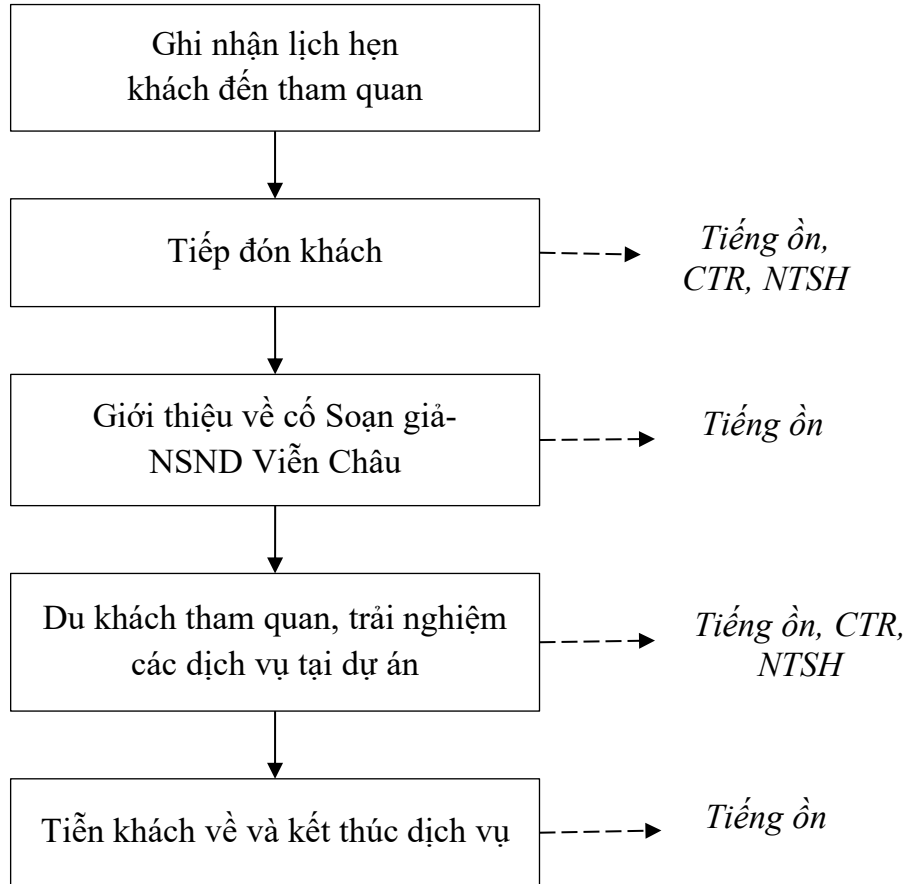 Ghi nhận lịch hẹn
khách đến tham quan
Tiếp đón khách
Tiếng ồn,
CTR, NTSH
Giới thiệu về cố Soạn giả-
NSND Viễn Châu
Tiếng ồn
Du khách tham quan, trải nghiệm
các dịch vụ tại dự án
Tiếng ồn, CTR,
NTSH
Tiễn khách về và kết thúc dịch vụ
Tiếng ồn